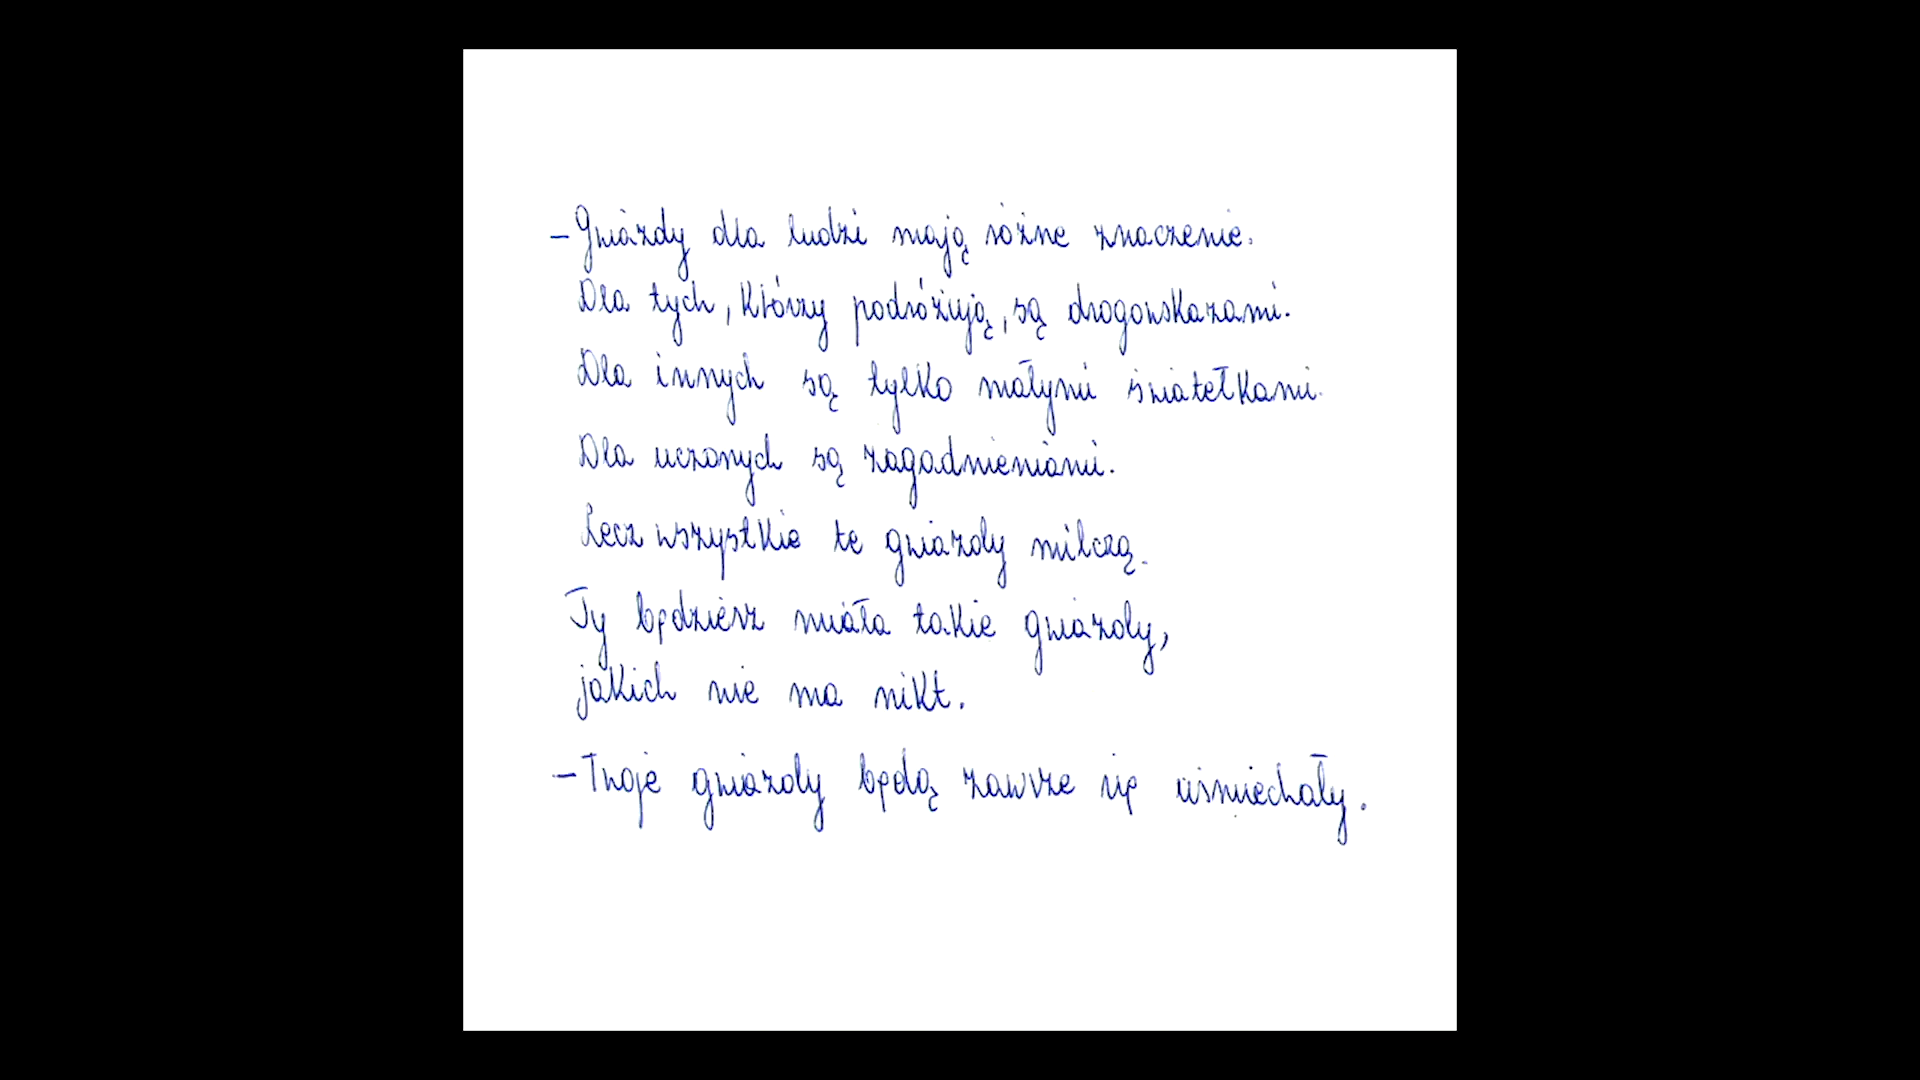 – Gwiazdy dla ludzi mają różne znaczenie.
Dla tych, którzy podróżują, są drogowskazami.
Dla innych są tylko małymi światełkami.
Dla uczonych są zagadnieniami.
Lecz wszystkie te gwiazdy milczą.
Ty będziesz miała takie gwiazdy,
jakich nie ma nikt.
– Twoje gwiazdy będą zawsze się uśmiechały.